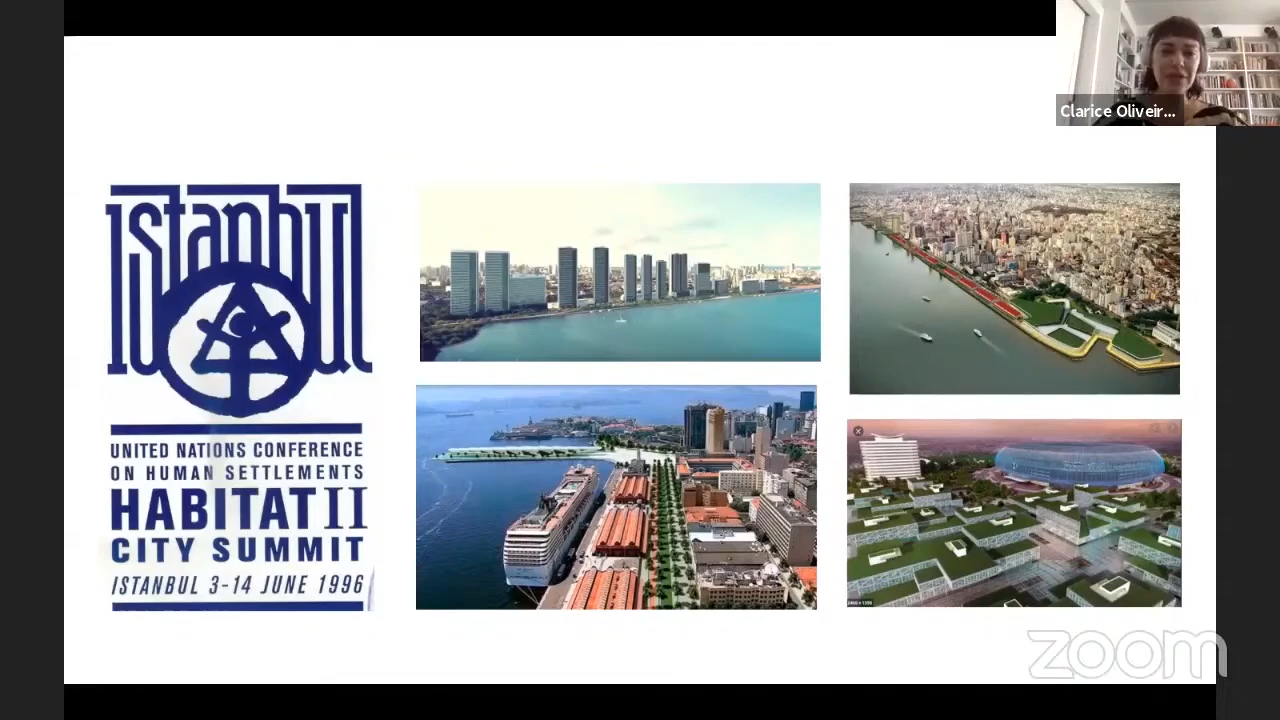 Clarice Oliveir...
istanbul
UNITED NATIONS CONFERENCE
ON HUMAN SETTLEMENTS
HABITAT II
CITY SUMMIT
ISTANBUL 3-14 JUNE 1996
zoom